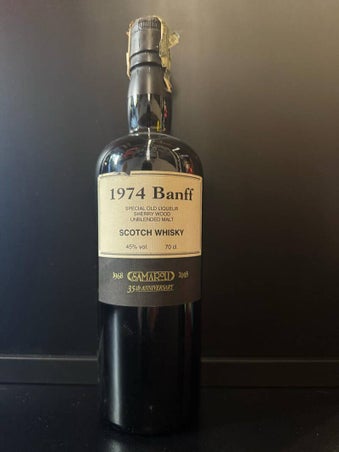 1974 Banff
SPECIAL OLD LIQUEUR
SHERRY WOOD
UNBLENDED MALT
SCOTCH WHISKY
45% vol 70 cl
1968 SAMAROLI 2003
35th ANNIVERSARY